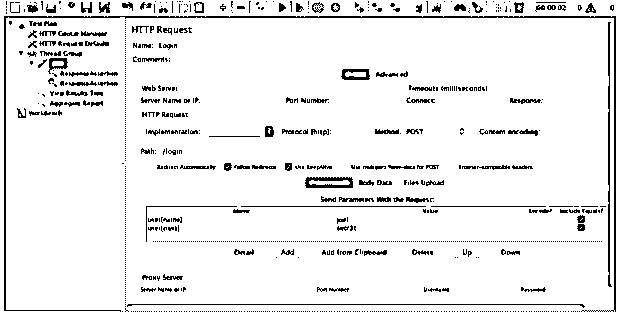 00:00:02 0 0
Test Plan
HTTP Cookie Manager
HTTP Request Defaults
Thread Group
Response Assertion
Response Assertion
View Results Tree
Aggregate Report
WorkBench
HTTP Request
Name: Login
Comments:
Advanced
Web Server
Timeouts (milliseconds)
Server Name or IP: Port Number: Connect: Response:
HTTP Request
Implementation: Protocol [http]: Method: POST Content encoding:
Path: /login
Redirect Automatically Follow Redirects Use KeepAlive Use multipart/form-data for POST Browser-compatible headers
Body Data Files Upload
Send Parameters With the Request:
Name Value Encode? Include Equals?
user[name]
user[pass]
Detail Add Add from Clipboard Delete Up Down
Proxy Server
Server Name or IP Port Number Username Password